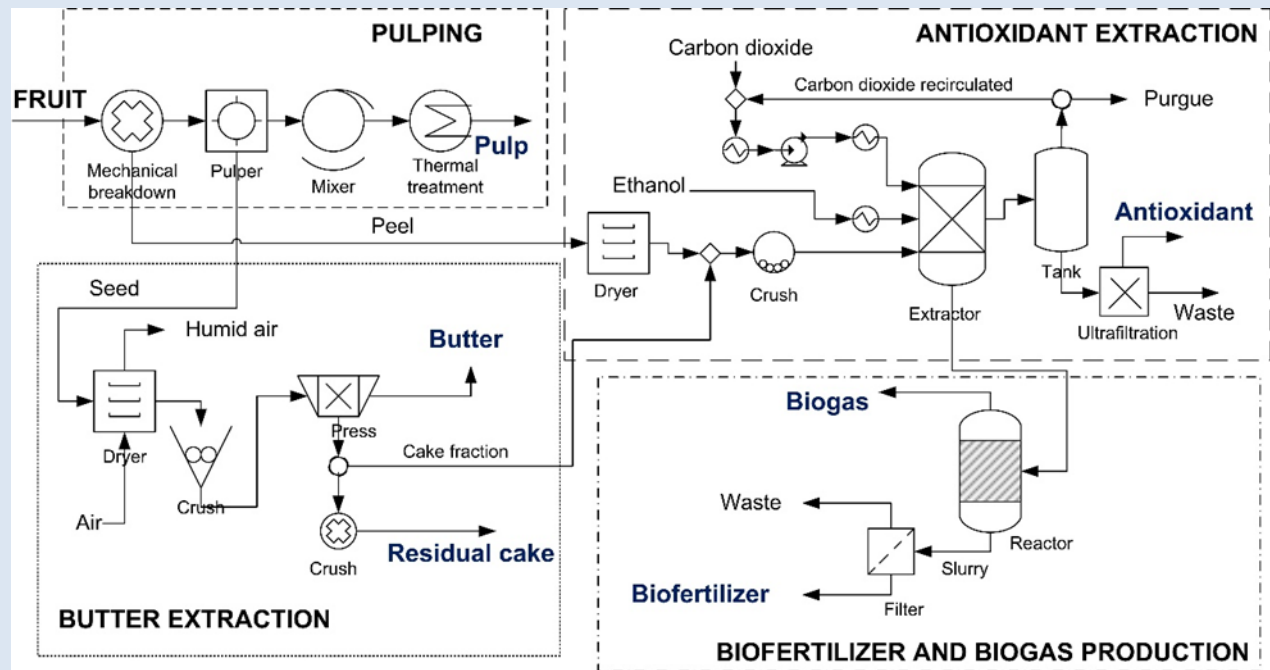 PULPING
FRUIT
Mechanical
breakdown
Pulper
Mixer
Thermal
treatment
Pulp
Peel
ANTIOXIDANT EXTRACTION
Carbon dioxide
Carbon dioxide recirculated
Purgue
Ethanol
Dryer
Crush
Extractor
Tank
Antioxidant
Ultrafiltration
Waste
Seed
Humid air
Dryer
Air
Crush
Press
Butter
Cake fraction
Crush
Residual cake
BUTTER EXTRACTION
Biogas
Reactor
Waste
Slurry
Filter
Biofertilizer
BIOFERTILIZER AND BIOGAS PRODUCTION